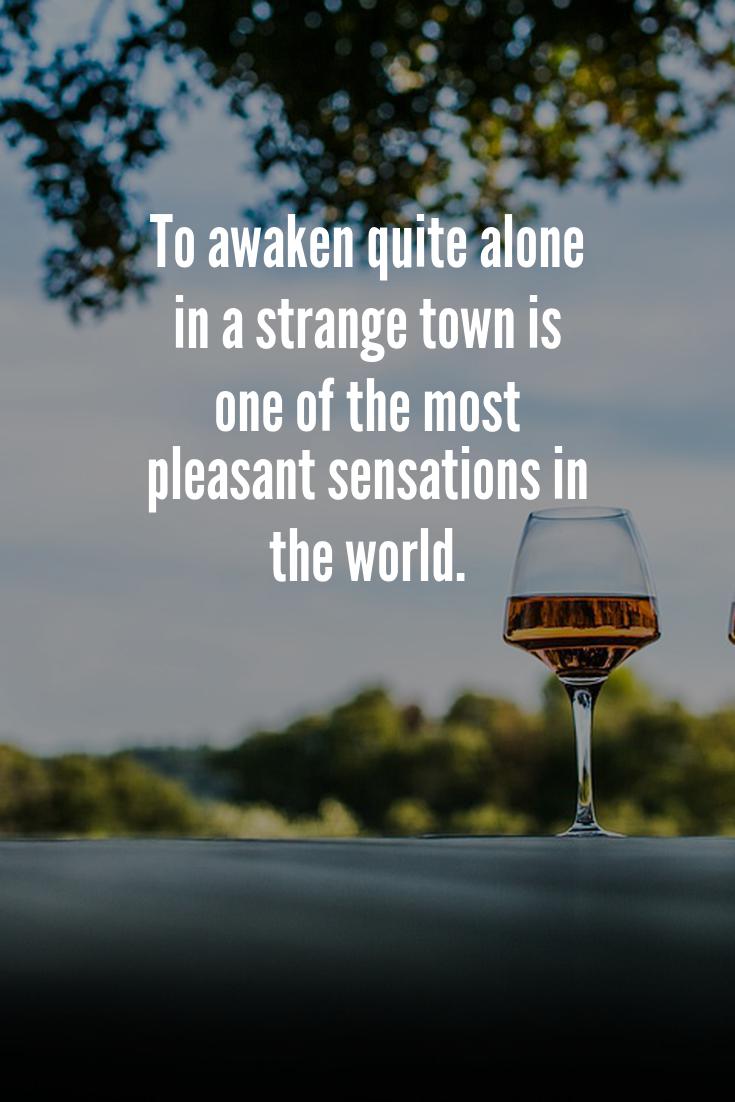 To awaken quite alone
in a strange town is
one of the most
pleasant sensations in
the world.